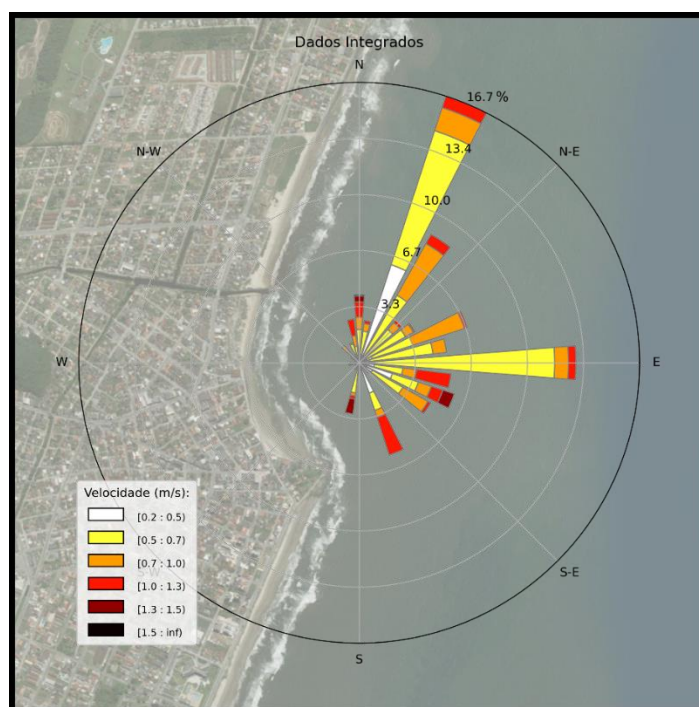 Dados Integrados
N
16.7 %
N-W
N-E
13.4
10.0
6.7
3.3
W
E
Velocidade (m/s):
[0.2 : 0.5)
[0.5 : 0.7)
[0.7 : 1.0)
S-W
S-E
[1.0 : 1.3)
[1.3 : 1.5)
[1.5 : inf)
S